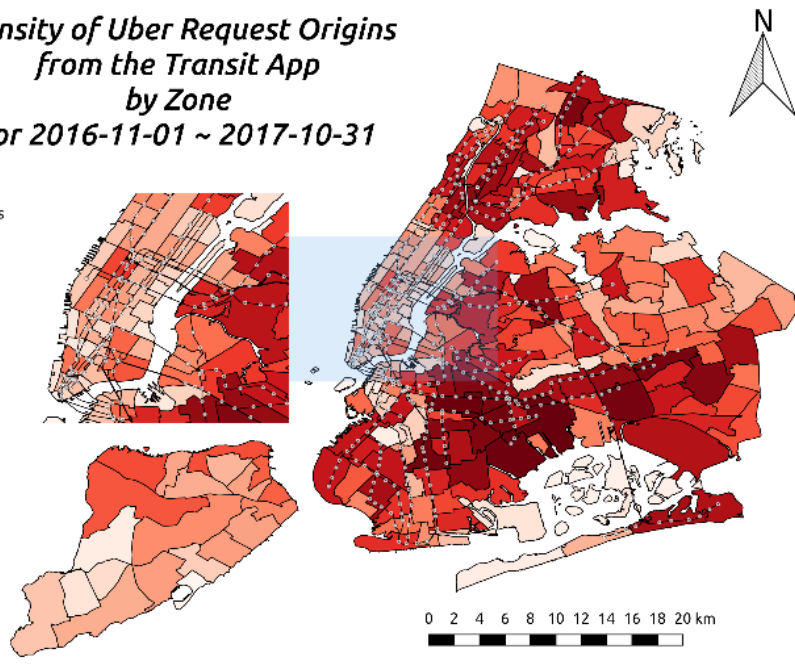 nsity of Uber Request Origins
from the Transit App
by Zone
or 2016-11-01 ~ 2017-10-31
N
s
0 2 4 6 8 10 12 14 16 18 20 km